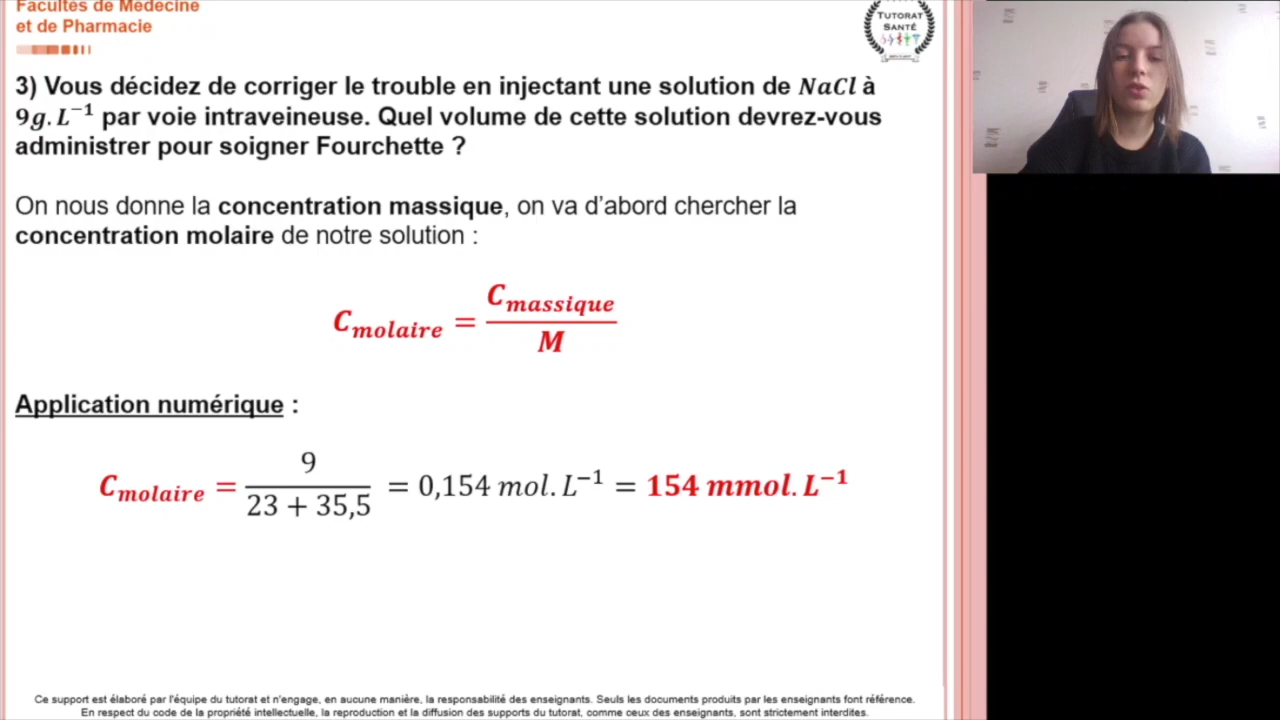 Facultés de Médecine
et de Pharmacie
TUTORAT
SANTÉ
3) Vous décidez de corriger le trouble en injectant une solution de NaCl à
9g.L⁻¹ par voie intraveineuse. Quel volume de cette solution devrez-vous
administrer pour soigner Fourchette ?
On nous donne la concentration massique, on va d'abord chercher la
concentration molaire de notre solution :
C_molaire = C_massique / M
Application numérique :
C_molaire = 9 / (23 + 35,5) = 0,154 mol.L⁻¹ = 154 mmol.L⁻¹
Ce support est élaboré par l'équipe du tutorat et n'engage, en aucune manière, la responsabilité des enseignants. Seuls les documents produits par les enseignants font référence.
En respect du code de la propriété intellectuelle, la reproduction et la diffusion des supports du tutorat, comme ceux des enseignants, sont strictement interdites.